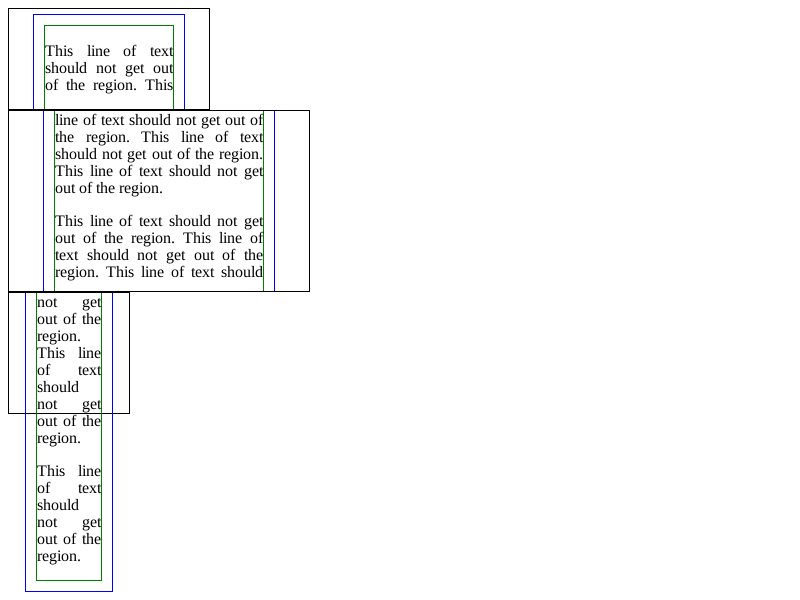 This line of text
should not get out
of the region. This
line of text should not get out of
the region. This line of text
should not get out of the region.
This line of text should not get
out of the region.
This line of text should not get
out of the region. This line of
text should not get out of the
region. This line of text should
not get
out of the
region.
This line
of text
should
not get
out of the
region.
This line
of text
should
not get
out of the
region.